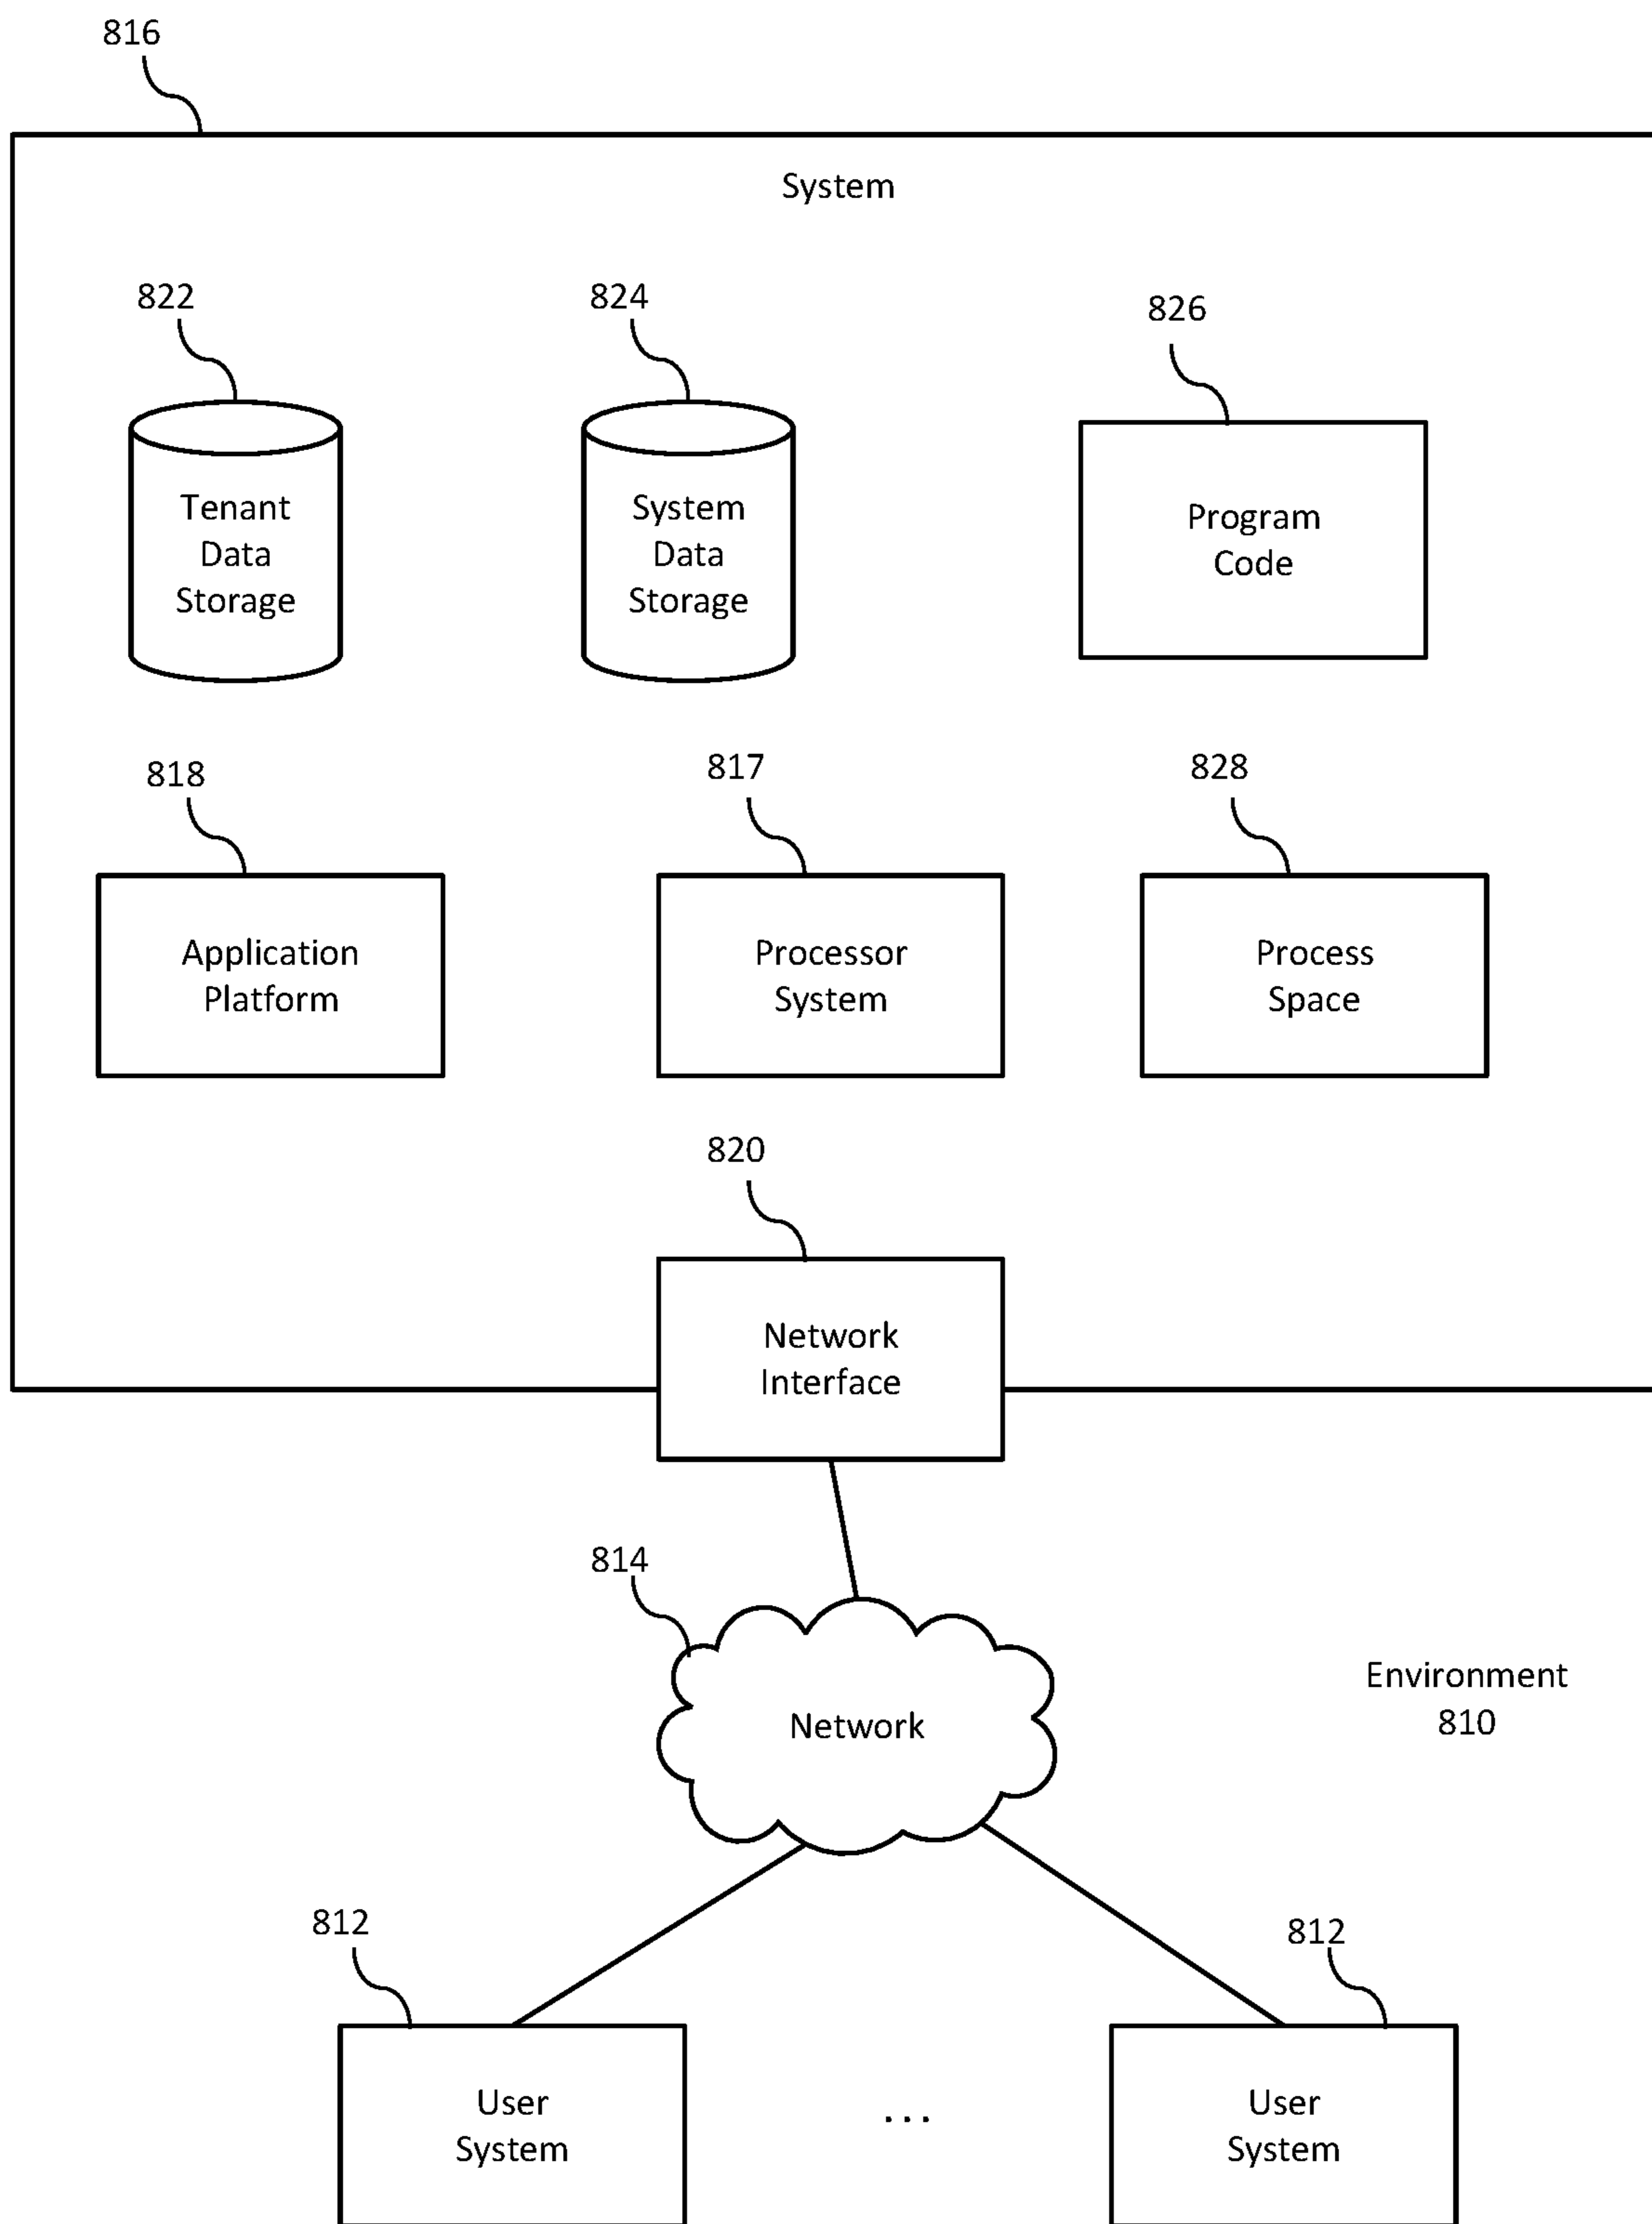 816
System
822
824
826
Tenant
Data
Storage
System
Data
Storage
Program
Code
818
817
828
Application
Platform
Processor
System
Process
Space
820
Network
Interface
814
Network
Environment
810
812
812
User
System
...
User
System